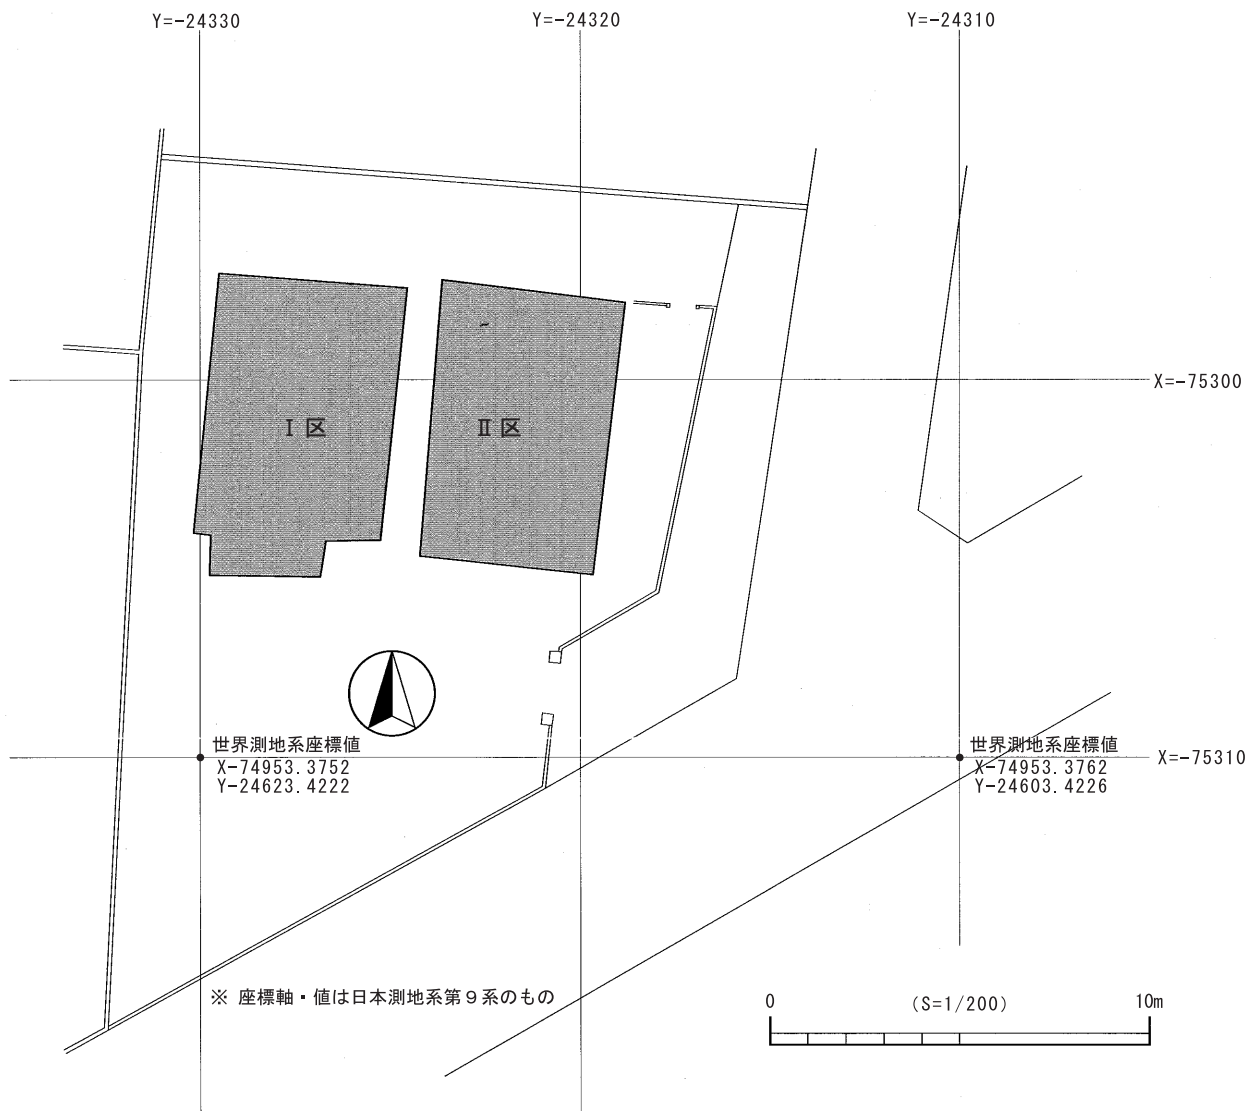 Y=-24330
Y=-24320
Y=-24310
X=-75300
Ⅰ区
Ⅱ区
世界測地系座標値
X-74953.3752
Y-24623.4222
世界測地系座標値
X-74953.3762
Y-24603.4226
X=-75310
※ 座標軸・値は日本測地系第9系のもの
0
(S=1/200)
10m